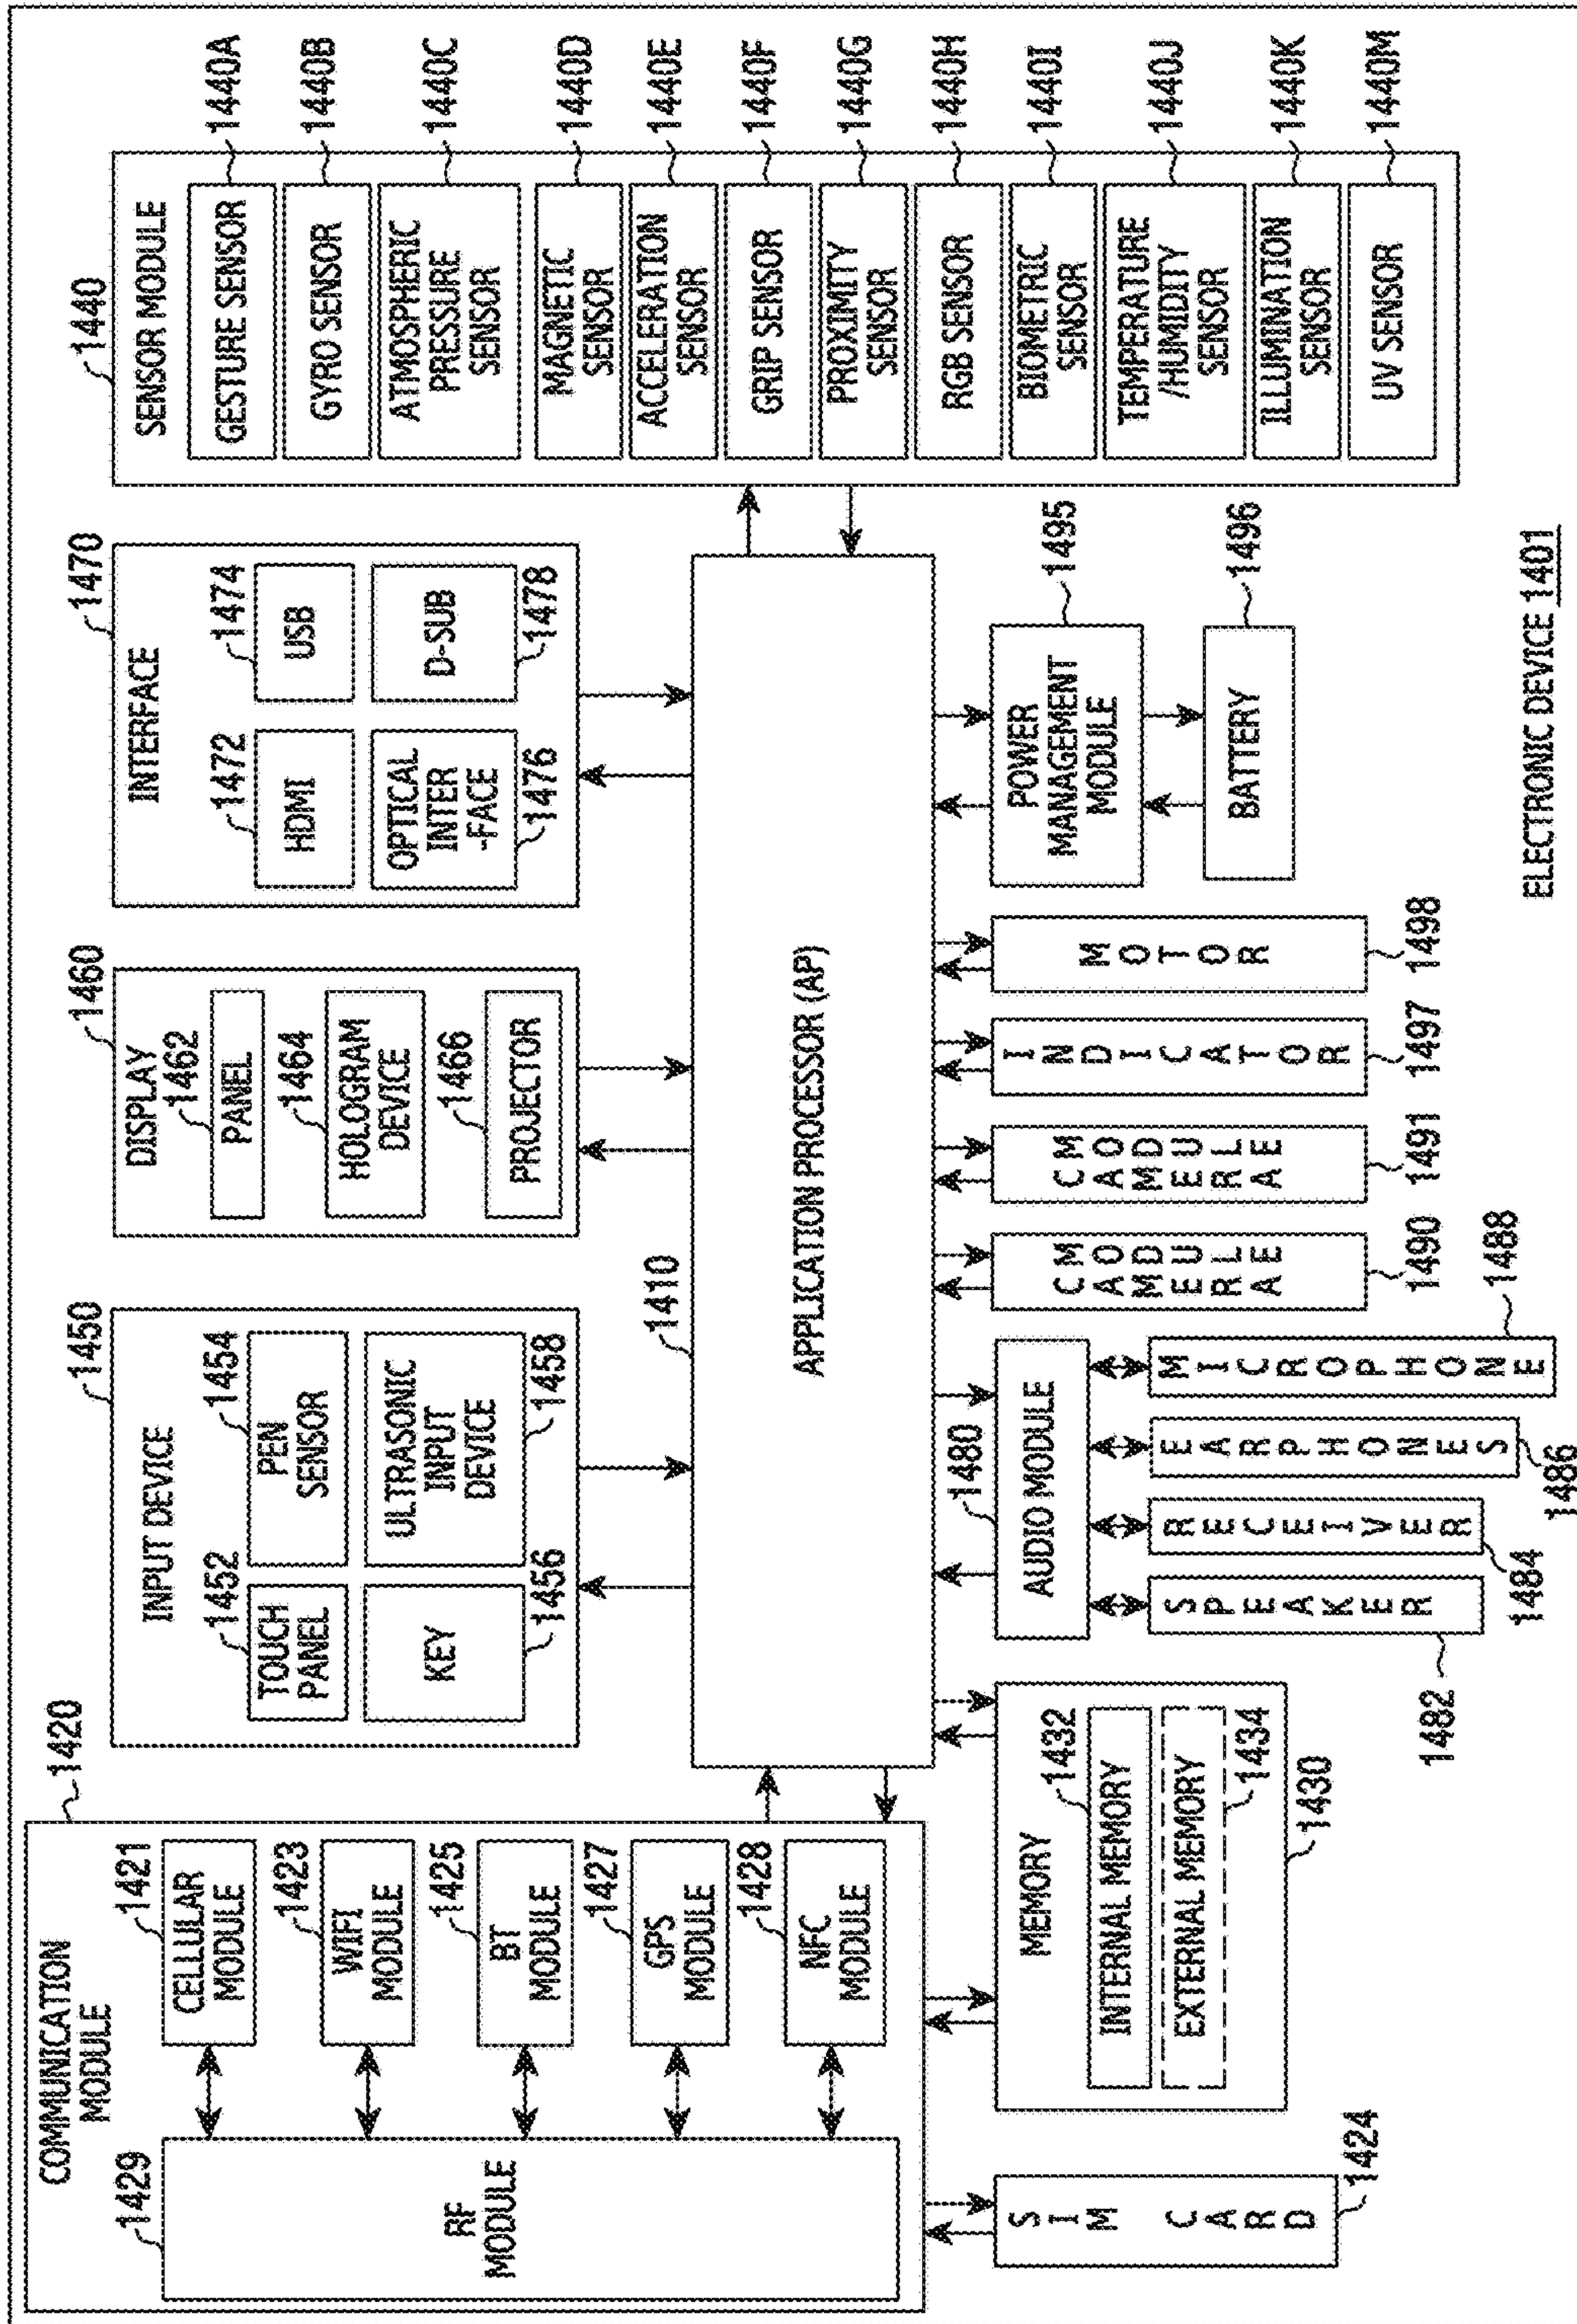 COMMUNICATION
MODULE
1420
1429
RF
MODULE
1421
CELLULAR
MODULE
1423
WIFI
MODULE
1425
BT
MODULE
1427
GPS
MODULE
1428
NFC
MODULE
1450
INPUT DEVICE
1452
TOUCH
PANEL
1454
PEN
SENSOR
KEY
1456
ULTRASONIC
INPUT
DEVICE
1458
1460
DISPLAY
1462
PANEL
1464
HOLOGRAM
DEVICE
1466
PROJECTOR
1470
INTERFACE
1472
HDMI
1474
USB
OPTICAL
INTER
-FACE
1476
D-SUB
1478
1440
SENSOR MODULE
GESTURE SENSOR
1440A
GYRO SENSOR
1440B
ATMOSPHERIC
PRESSURE
SENSOR
1440C
MAGNETIC
SENSOR
1440D
ACCELERATION
SENSOR
1440E
GRIP SENSOR
1440F
PROXIMITY
SENSOR
1440G
RGB SENSOR
1440H
BIOMETRIC
SENSOR
1440I
TEMPERATURE
/HUMIDITY
SENSOR
1440J
ILLUMINATION
SENSOR
1440K
UV SENSOR
1440M
1410
APPLICATION PROCESSOR (AP)
SIM CARD
1424
MEMORY
1432
INTERNAL MEMORY
EXTERNAL MEMORY
1434
1430
1480
AUDIO MODULE
SPEAKER
1482
RECEIVER
1484
EARPHONES
1486
MICROPHONE
1488
CAMERA
MODULE
1490
CAMERA
MODULE
1491
INDICATOR
1497
MOTOR
1498
POWER
MANAGEMENT
MODULE
1495
BATTERY
1496
ELECTRONIC DEVICE 1401